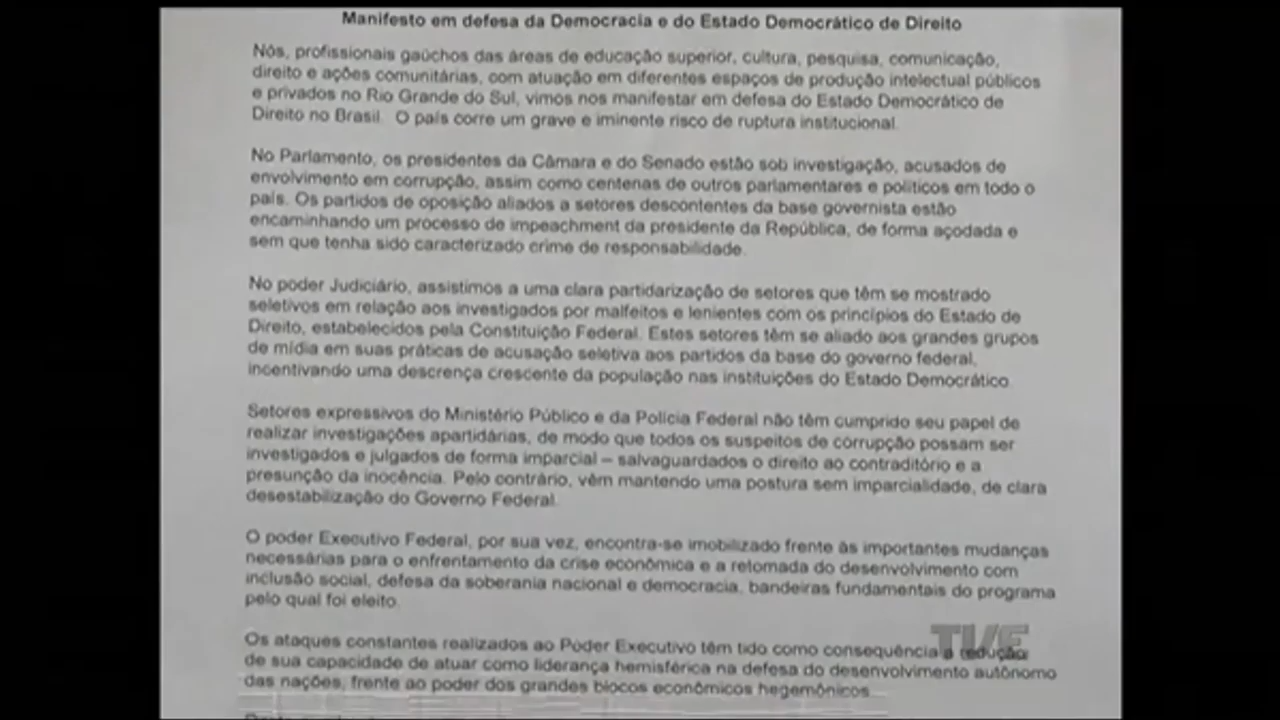 Manifesto em defesa da Democracia e do Estado Democrático de Direito
Nós, profissionais gaúchos das áreas de educação superior, cultura, pesquisa, comunicação,
direito e ações comunitárias, com atuação em diferentes espaços de produção intelectual públicos
e privados no Rio Grande do Sul, vimos nos manifestar em defesa do Estado Democrático de
Direito no Brasil. O país corre um grave e iminente risco de ruptura institucional.
No Parlamento, os presidentes da Câmara e do Senado estão sob investigação, acusados de
envolvimento em corrupção, assim como centenas de outros parlamentares e políticos em todo o
país. Os partidos de oposição aliados a setores descontentes da base governista estão
encaminhando um processo de impeachment da presidente da República, de forma açodada e
sem que tenha sido caracterizado crime de responsabilidade.
No poder Judiciário, assistimos a uma clara partidarização de setores que têm se mostrado
seletivos em relação aos investigados por malfeitos e lenientes com os princípios do Estado de
Direito, estabelecidos pela Constituição Federal. Estes setores têm se aliado aos grandes grupos
de mídia em suas práticas de acusação seletiva aos partidos da base do governo federal,
incentivando uma descrença crescente da população nas instituições do Estado Democrático
Setores expressivos do Ministério Público e da Polícia Federal não têm cumprido seu papel de
realizar investigações apartidárias, de modo que todos os suspeitos de corrupção possam ser
investigados e julgados de forma imparcial – salvaguardados o direito ao contraditório e a
presunção da inocência. Pelo contrário, vêm mantendo uma postura sem imparcialidade, de clara
desestabilização do Governo Federal.
O poder Executivo Federal, por sua vez, encontra-se imobilizado frente às importantes mudanças
necessárias para o enfrentamento da crise econômica e a retomada do desenvolvimento com
inclusão social, defesa da soberania nacional e democracia, bandeiras fundamentais do programa
pelo qual foi eleito.
Os ataques constantes realizados ao Poder Executivo têm tido como consequência a redução
de sua capacidade de atuar como liderança hemisférica na defesa do desenvolvimento autônomo
das nações, frente ao poder dos grandes blocos econômicos hegemônicos.
TVE